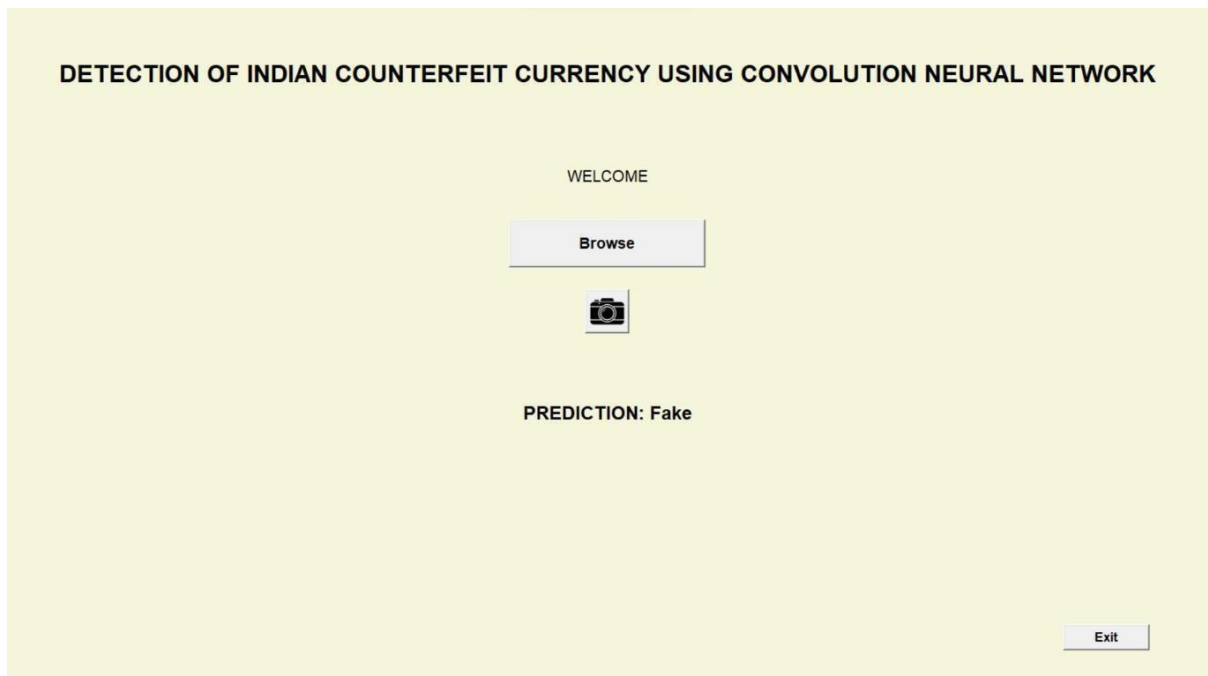 DETECTION OF INDIAN COUNTERFEIT CURRENCY USING CONVOLUTION NEURAL NETWORK
WELCOME
Browse
PREDICTION: Fake
Exit